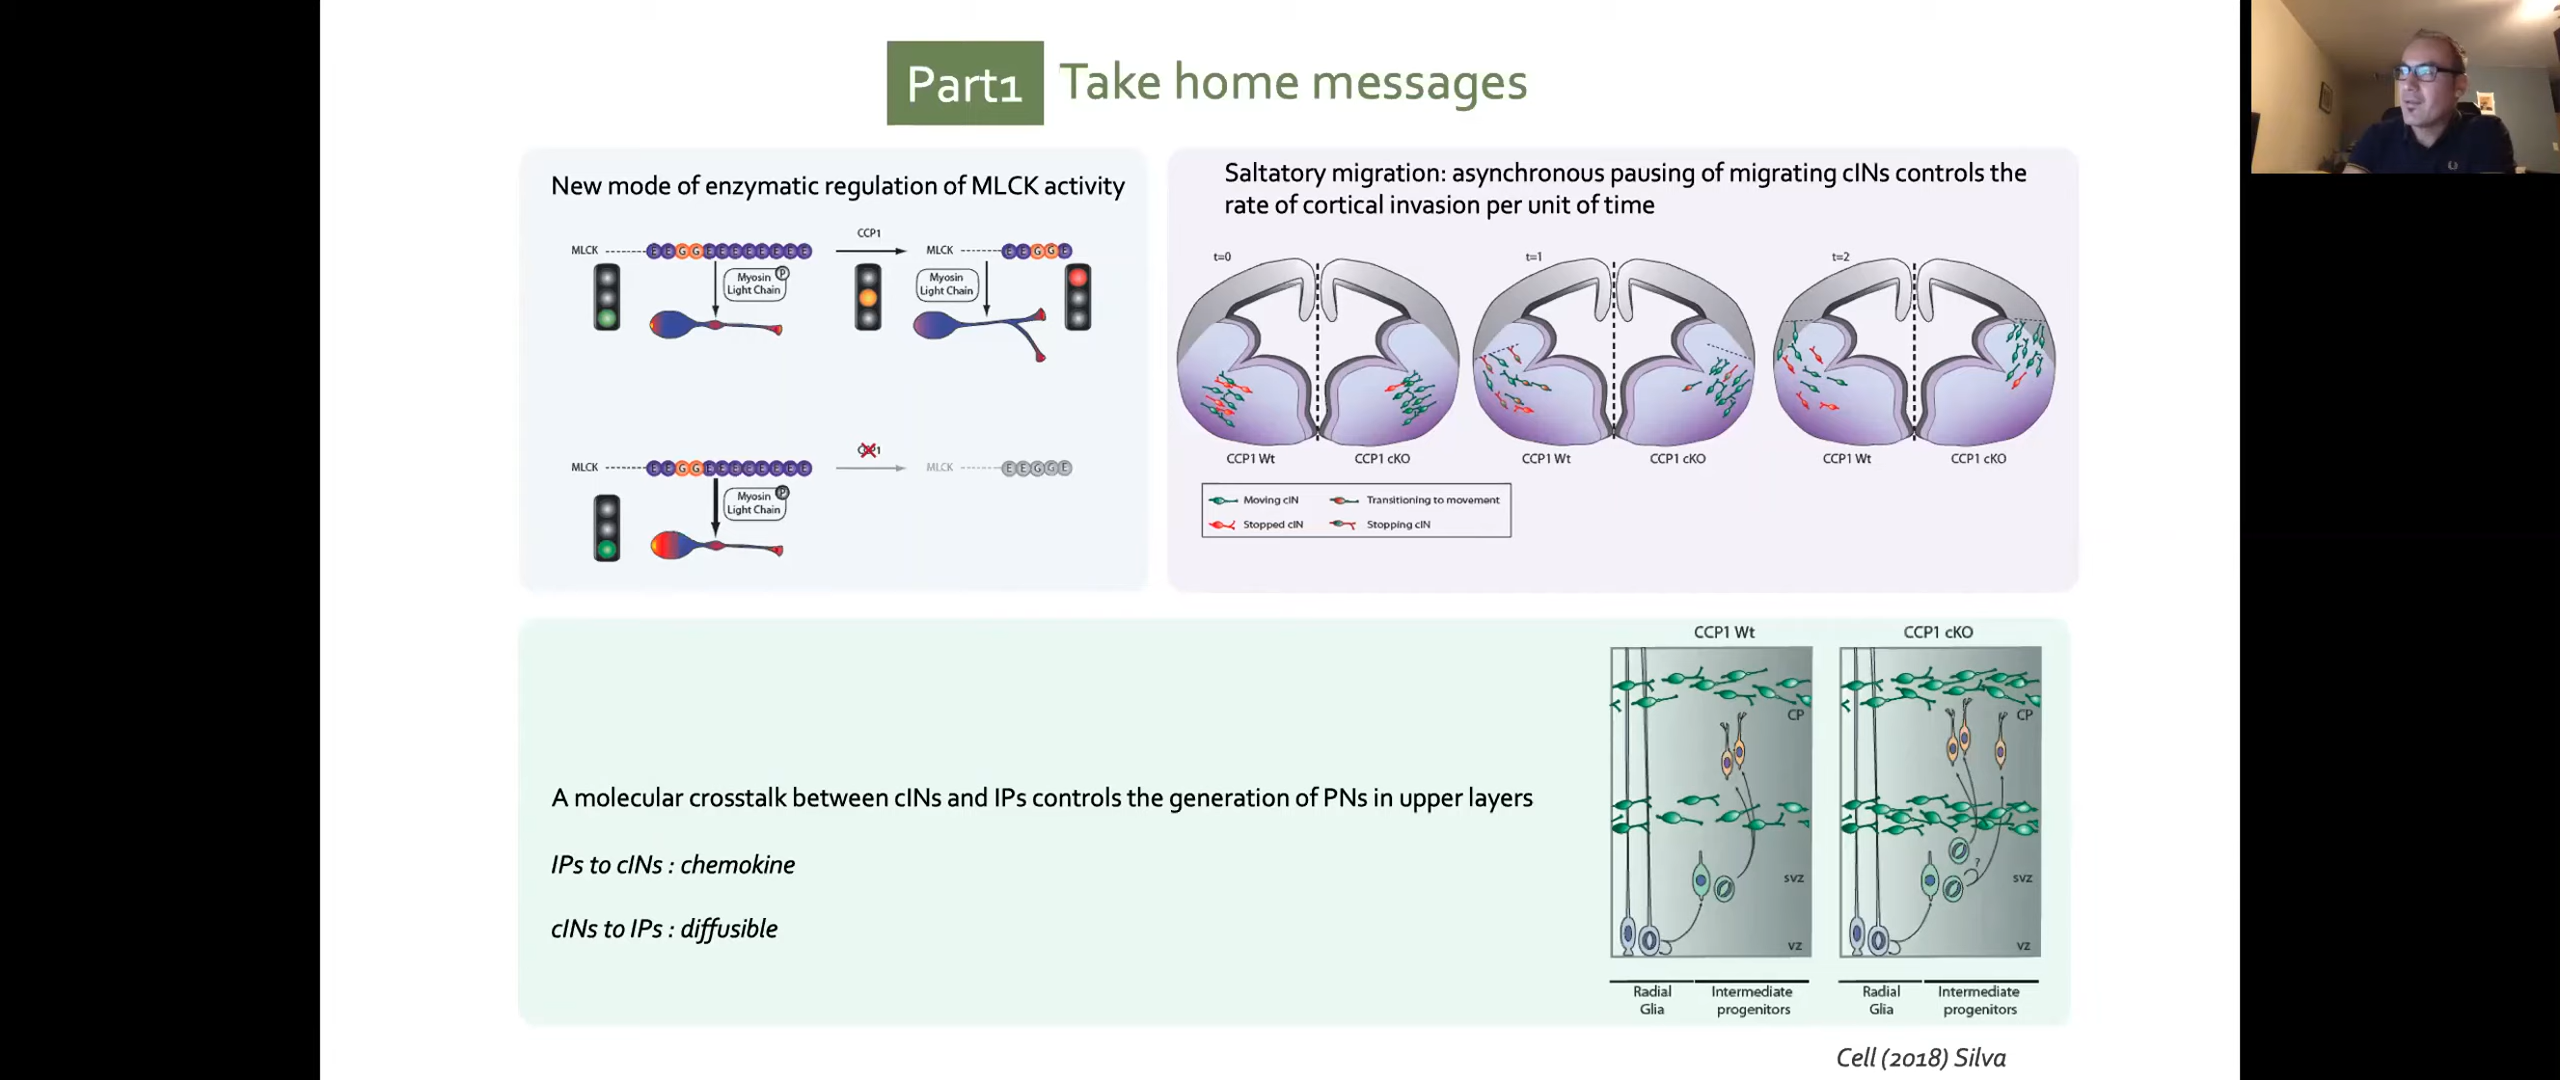 Part1 Take home messages
New mode of enzymatic regulation of MLCK activity
CCP1
MLCK
EEGGEEEEEEEE
MLCK
EEGGE
Myosin
Light Chain
P
Myosin
Light Chain
CCP1
MLCK
EEGGEEEEEEEE
MLCK
EEGGE
Myosin
Light Chain
P
Saltatory migration: asynchronous pausing of migrating cINs controls the
rate of cortical invasion per unit of time
t=0
t=1
t=2
CCP1 Wt
CCP1 cKO
CCP1 Wt
CCP1 cKO
CCP1 Wt
CCP1 cKO
Moving cIN
Transitioning to movement
Stopped cIN
Stopping cIN
A molecular crosstalk between cINs and IPs controls the generation of PNs in upper layers
IPs to cINs : chemokine
cINs to IPs : diffusible
CCP1 Wt
CCP1 cKO
CP
CP
?
SVZ
SVZ
VZ
VZ
Radial
Glia
Intermediate
progenitors
Radial
Glia
Intermediate
progenitors
Cell (2018) Silva